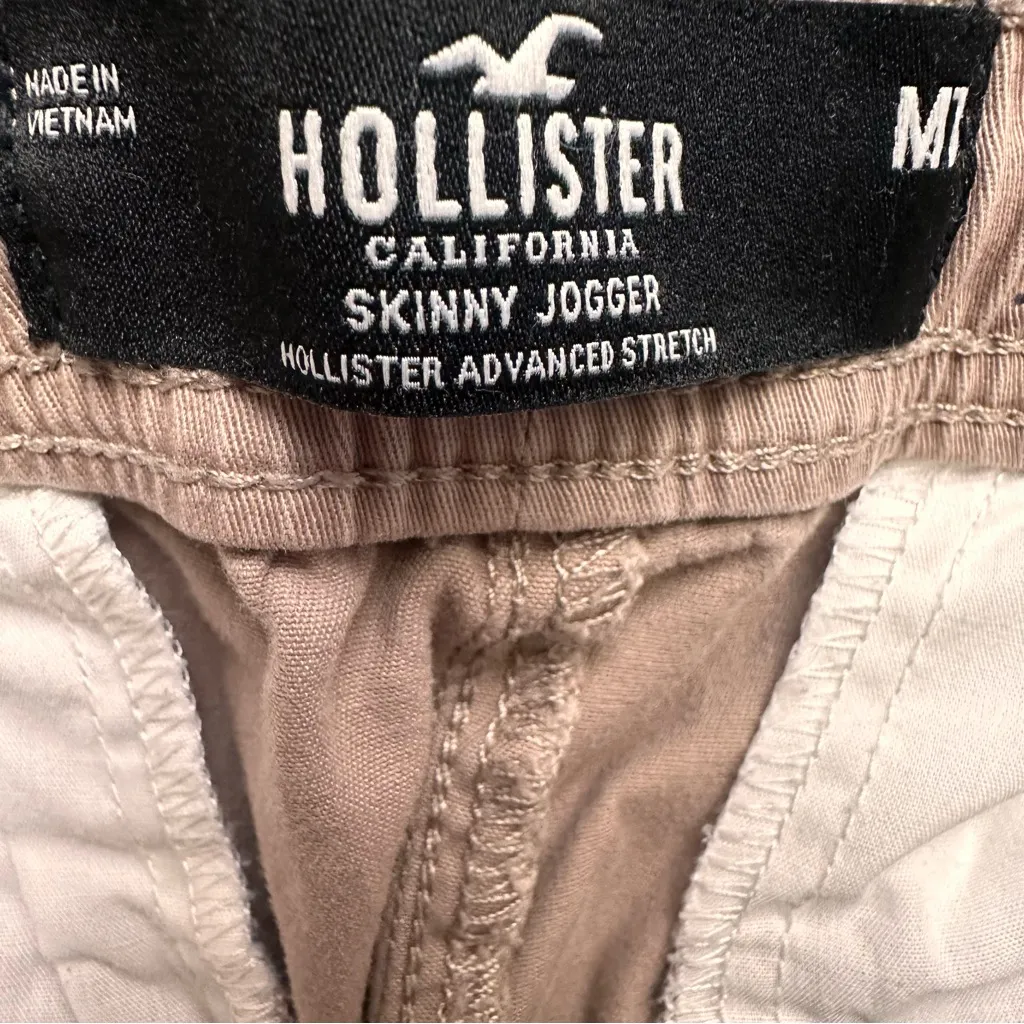 MADE IN
VIETNAM
HOLLISTER
CALIFORNIA
SKINNY JOGGER
HOLLISTER ADVANCED STRETCH